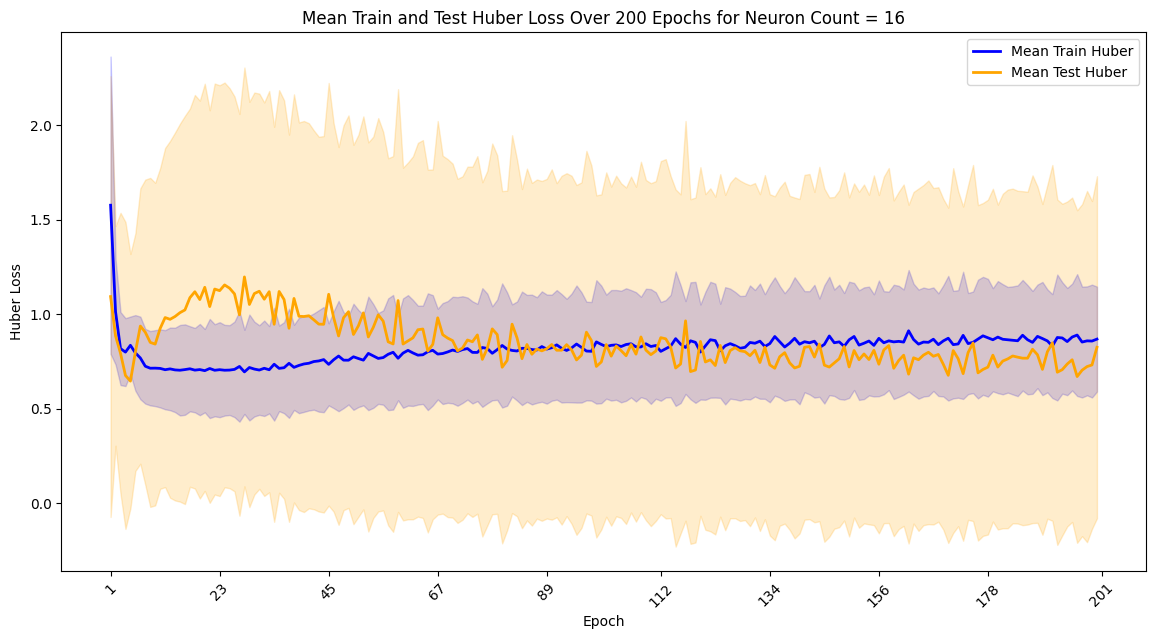 Mean Train and Test Huber Loss Over 200 Epochs for Neuron Count = 16
Mean Train Huber
Mean Test Huber
Huber Loss
2.0
1.5
1.0
0.5
0.0
1 23 45 67 89 112 134 156 178 201
Epoch